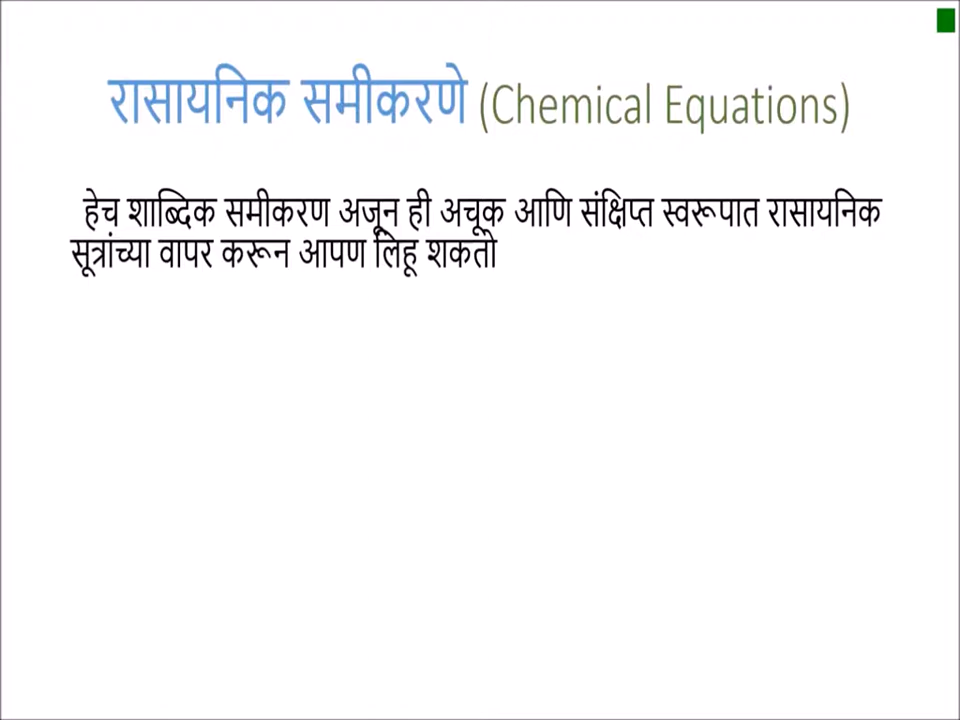 रासायनिक समीकरणे (Chemical Equations)
हेच शाब्दिक समीकरण अजून ही अचूक आणि संक्षिप्त स्वरूपात रासायनिक
सूत्रांच्या वापर करून आपण लिहू शकतो